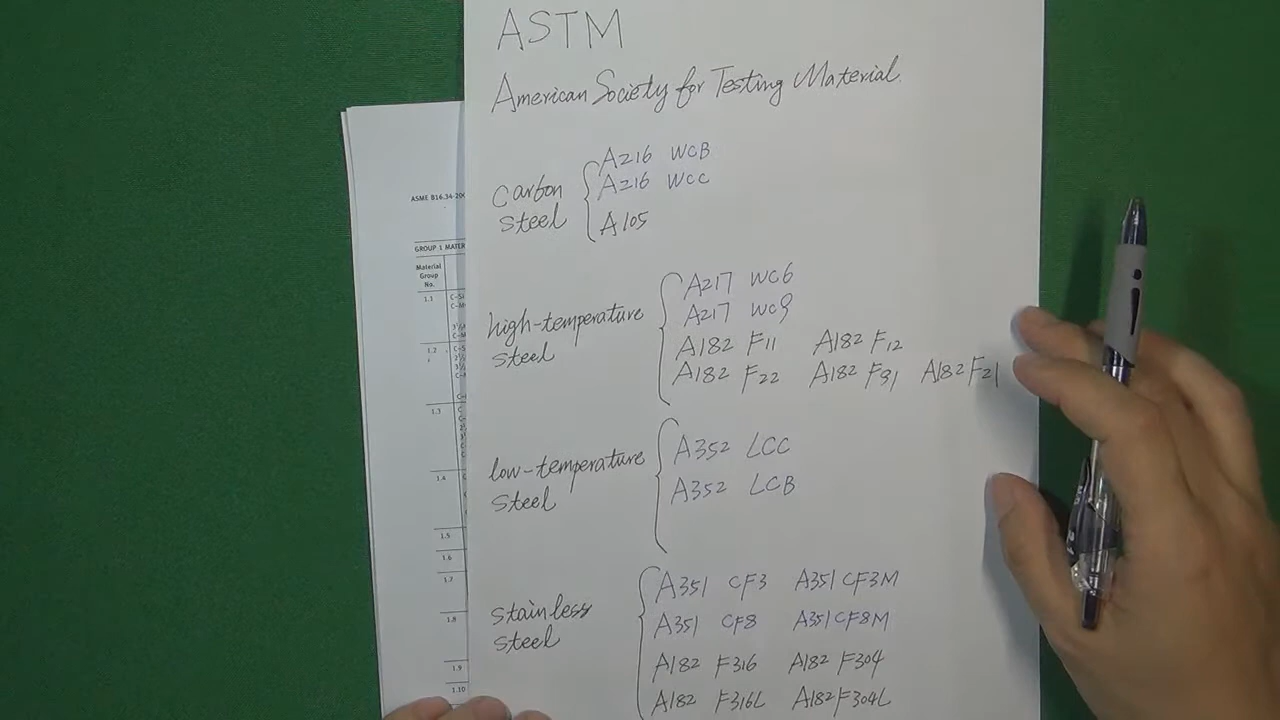 ASTM
American Society for Testing Material.
carbon steel
A216 WCB
A216 WCC
A105
high-temperature steel
A217 WC6
A217 WC9
A182 F11 A182 F12
A182 F22 A182 F91 A182 F21
low-temperature steel
A352 LCC
A352 LCB
stainless steel
A351 CF3 A351 CF3M
A351 CF8 A351 CF8M
A182 F316 A182 F304
A182 F316L A182 F304L
ASME B16.34-20
GROUP 1 MATER
Material
Group
No.
1.1
1.2
1.3
1.4
1.5
1.6
1.7
1.8
1.9
1.10